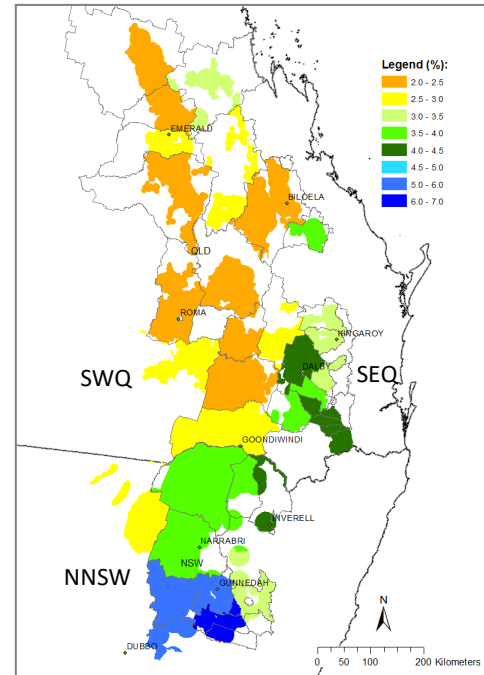 Legend (%):
2.0 - 2.5
2.5 - 3.0
3.0 - 3.5
3.5 - 4.0
4.0 - 4.5
4.5 - 5.0
5.0 - 6.0
6.0 - 7.0
EMERALD
BILOELA
QLD
ROMA
KINGAROY
SWQ
DALBY
SEQ
GOONDIWINDI
INVERELL
NARRABRI
NSW
NNSW
GUNNEDAH
N
DUBBO
0 50 100 200 Kilometers